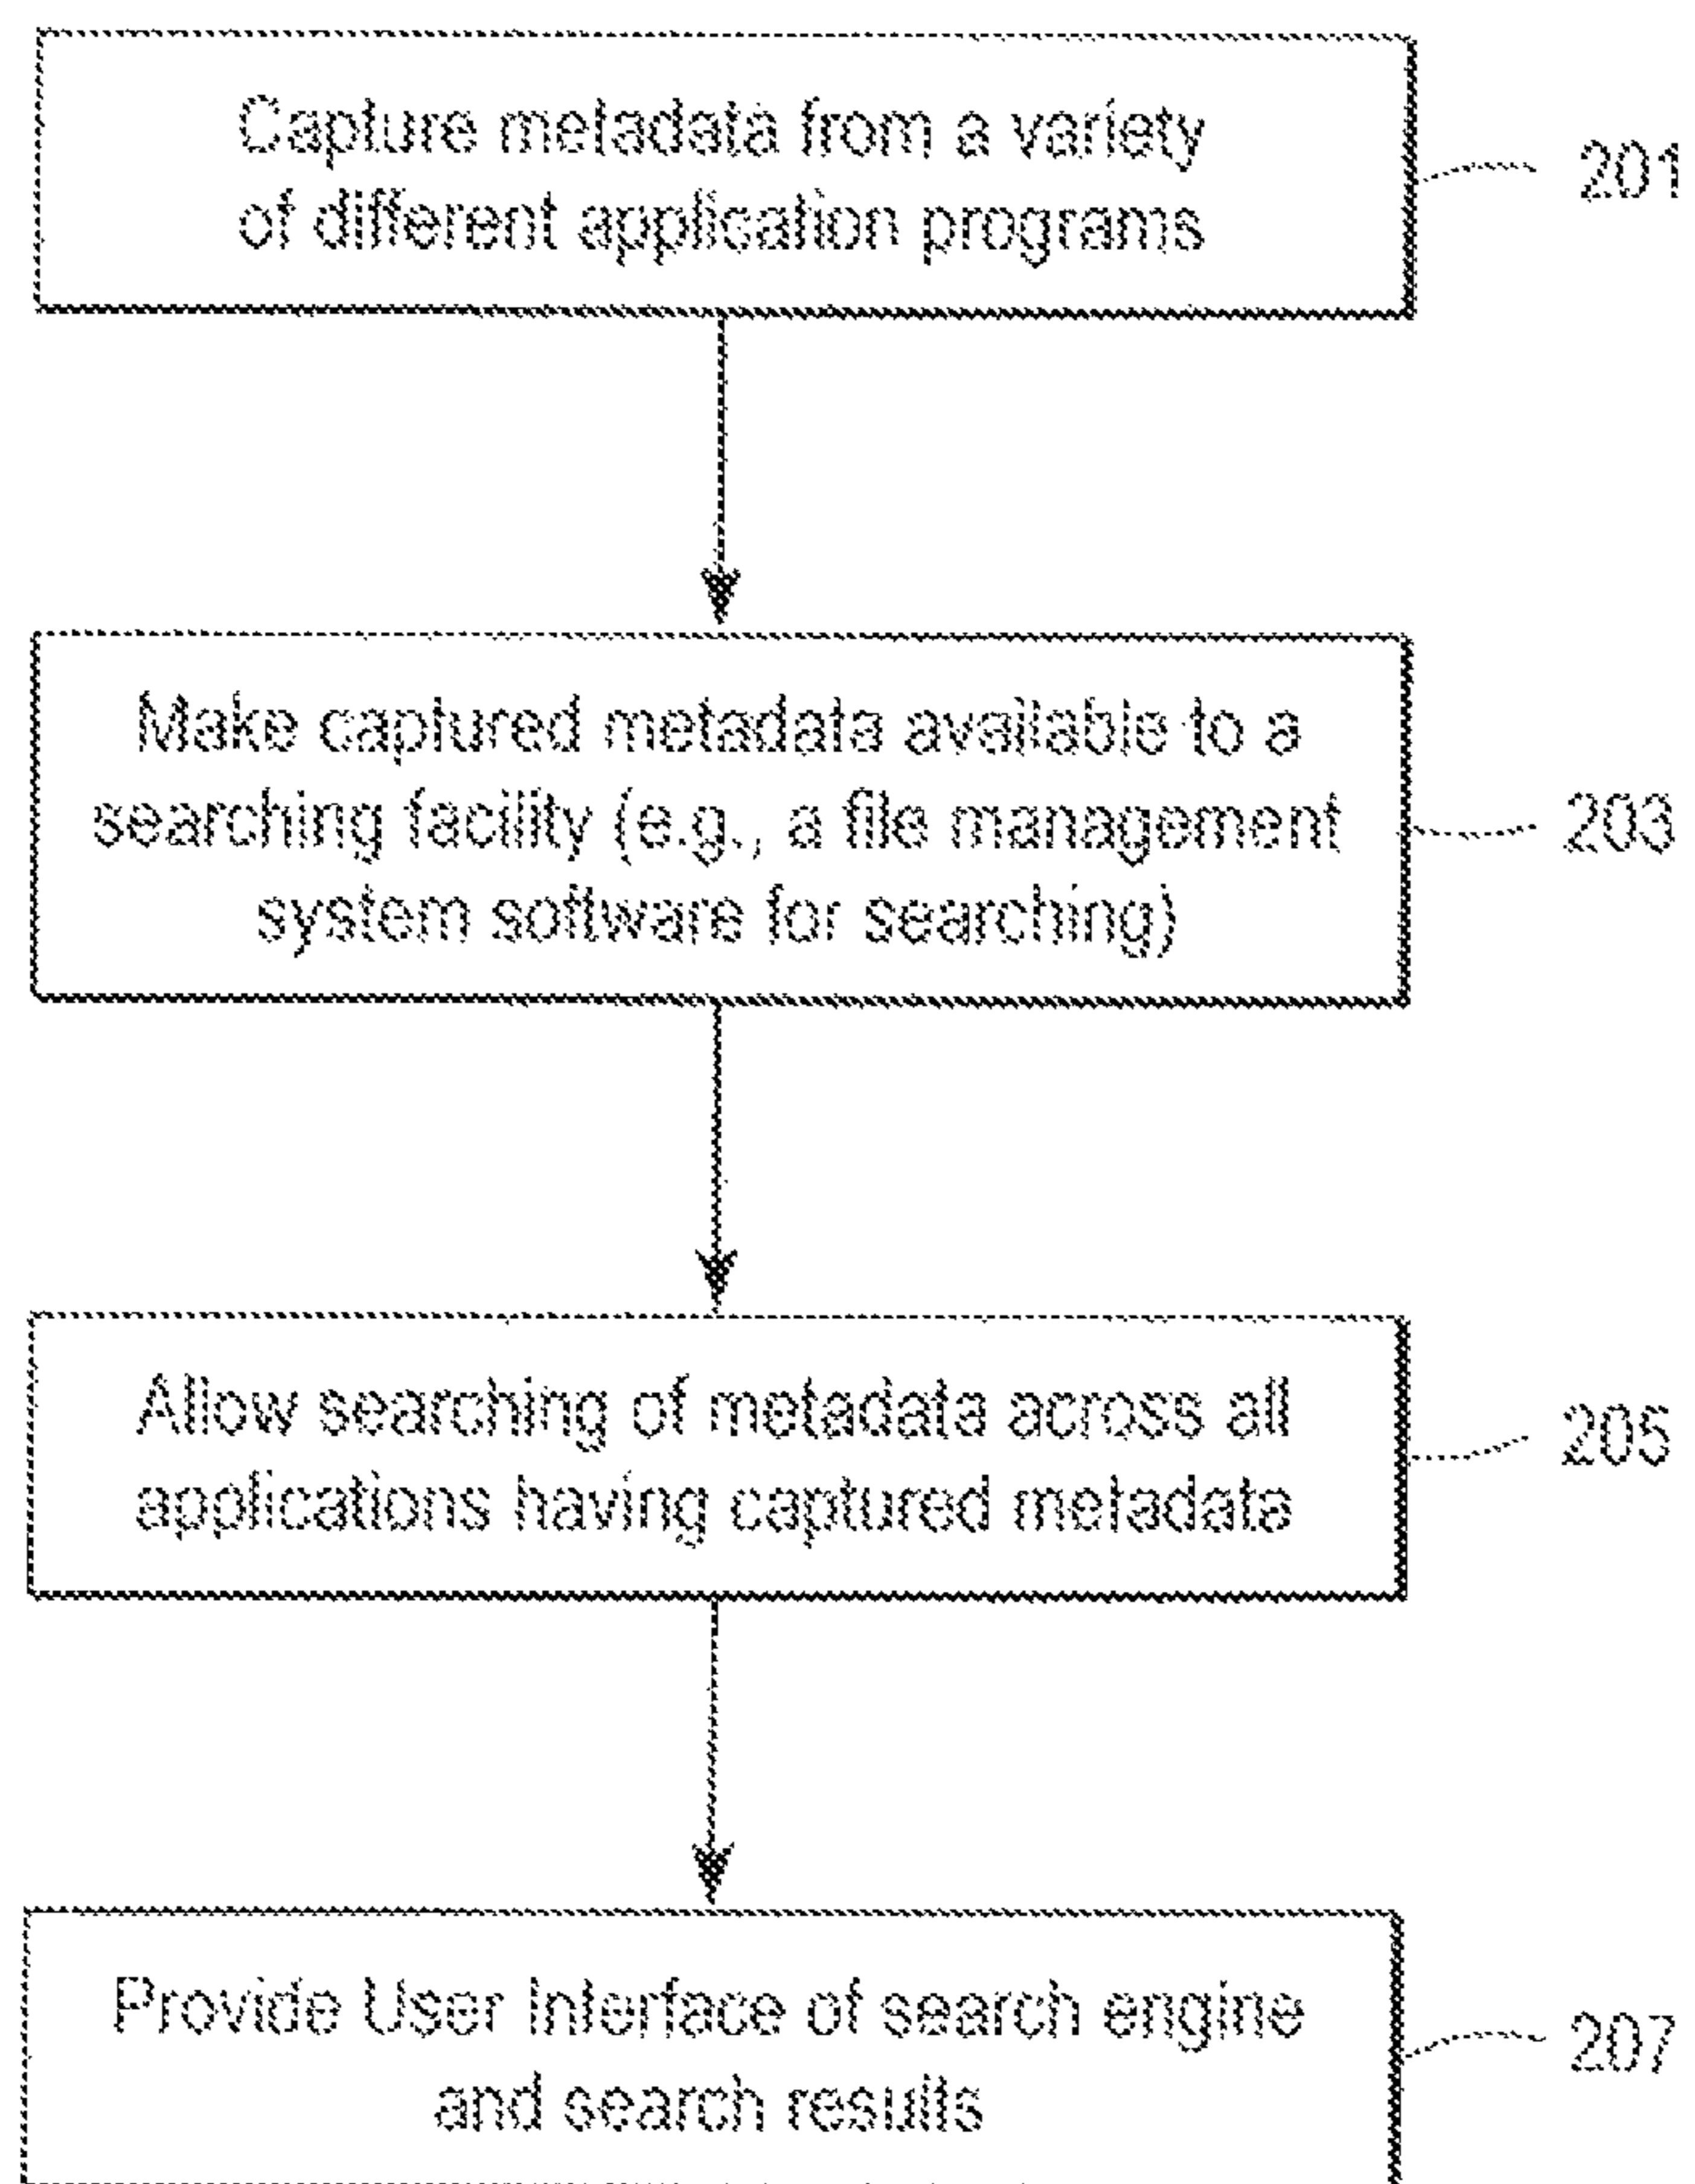 Capture metadata from a variety
of different application programs
201
Make captured metadata available to a
searching facility (e.g., a file management
system software for searching)
203
Allow searching of metadata across all
applications having captured metadata
205
Provide User Interface of search engine
and search results
207